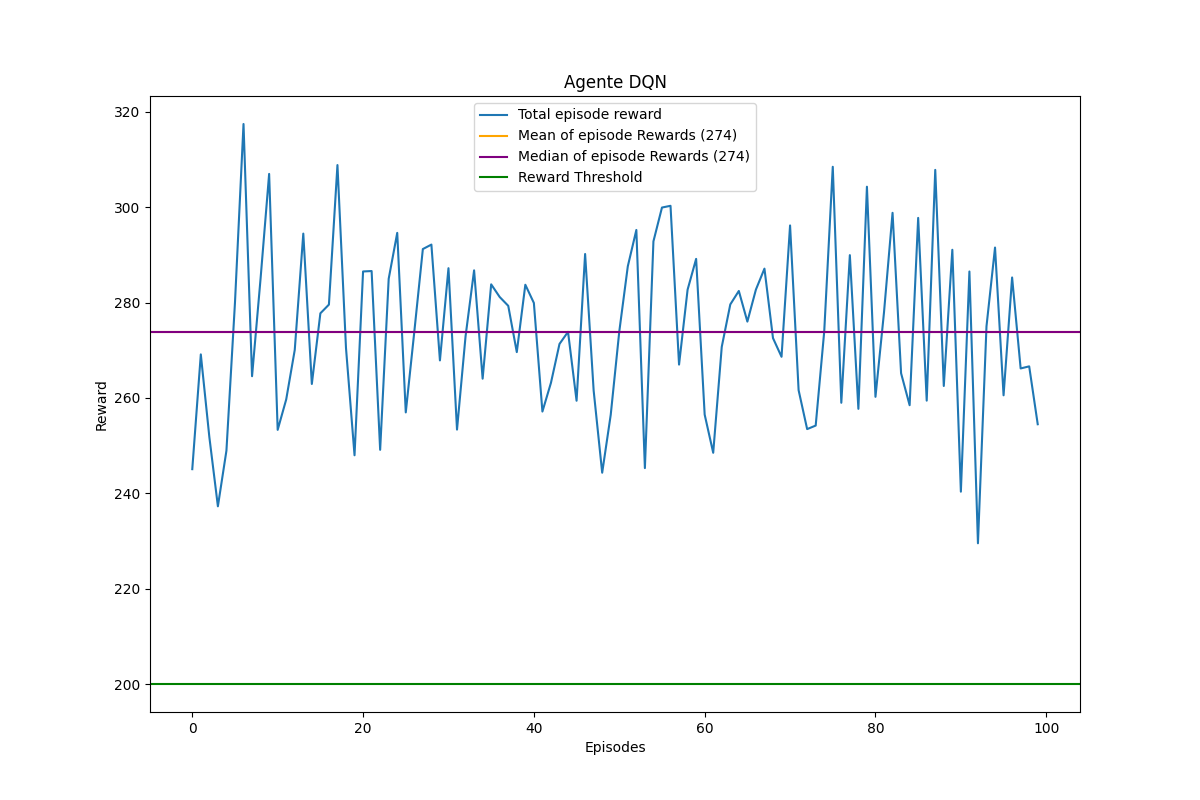 Agente DQN
Total episode reward
Mean of episode Rewards (274)
Median of episode Rewards (274)
Reward Threshold
320
300
280
260
240
220
200
Reward
0 20 40 60 80 100
Episodes